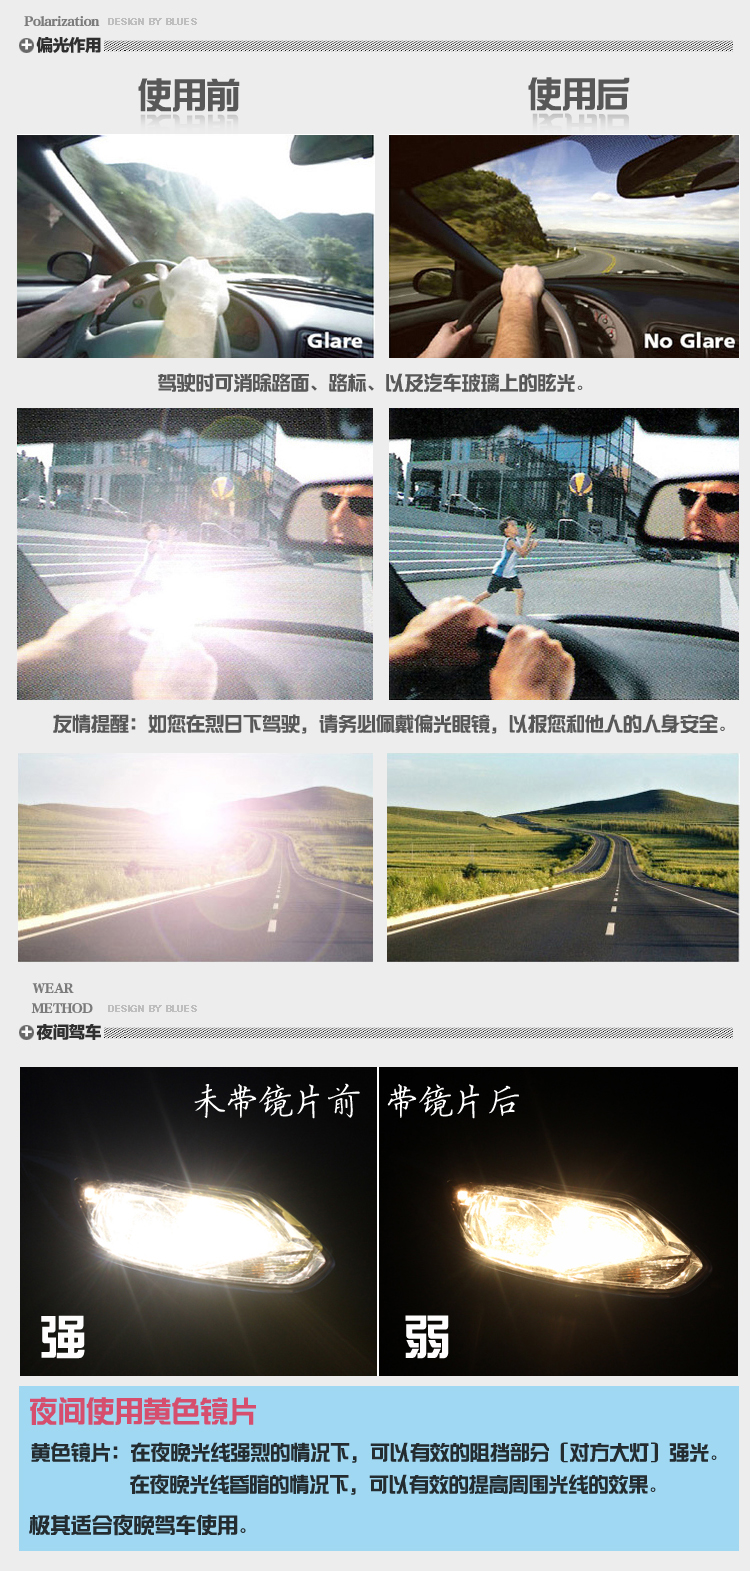 Polarization DESIGN BY BLUES
偏光作用
使用前
使用后
Glare
No Glare
驾驶时可消除路面、路标、以及汽车玻璃上的眩光。
友情提醒：如您在烈日下驾驶，请务必佩戴偏光眼镜，以报您和他人的人身安全。
WEAR
METHOD DESIGN BY BLUES
夜间驾车
未带镜片前
带镜片后
强
弱
夜间使用黄色镜片
黄色镜片：在夜晚光线强烈的情况下，可以有效的阻挡部分〔对方大灯〕强光。
在夜晚光线昏暗的情况下，可以有效的提高周围光线的效果。
极其适合夜晚驾车使用。